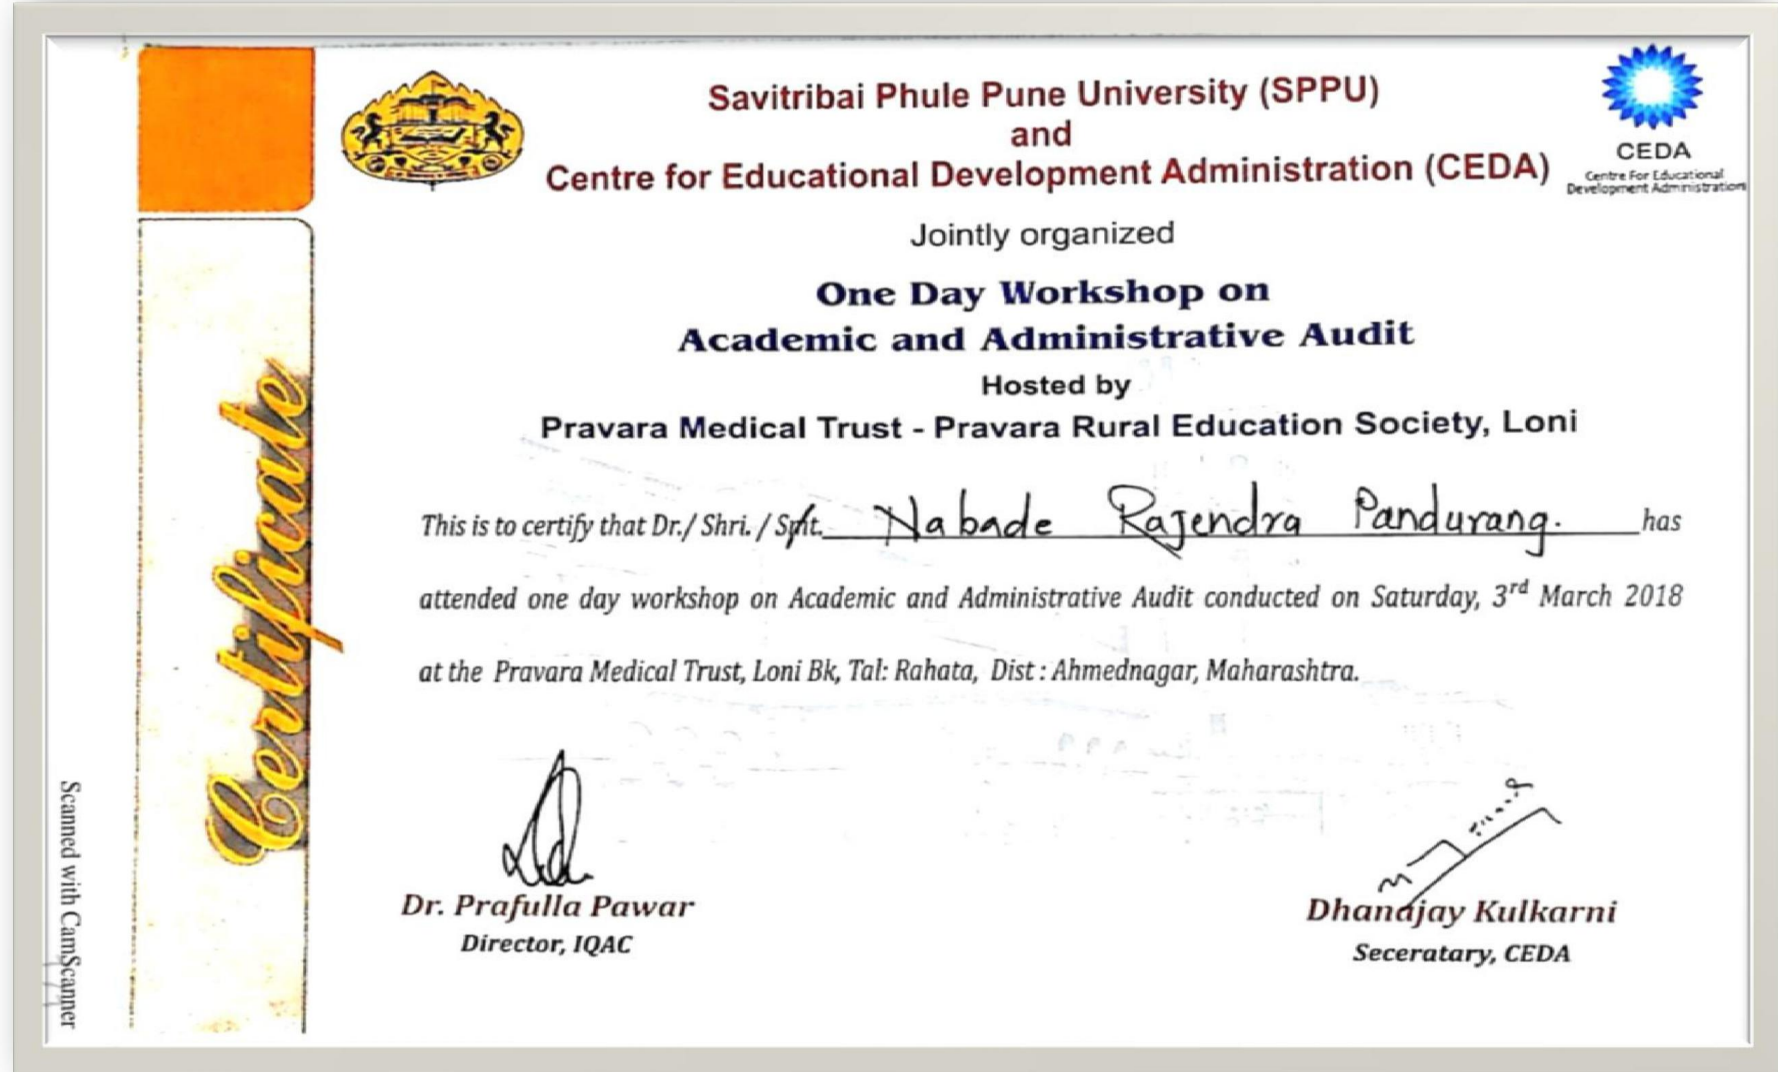 Savitribai Phule Pune University (SPPU)
and
Centre for Educational Development Administration (CEDA)
CEDA
Centre For Educational
Development Administration
Jointly organized
One Day Workshop on
Academic and Administrative Audit
Hosted by
Pravara Medical Trust - Pravara Rural Education Society, Loni
Certificate
This is to certify that Dr./ Shri. / Smt. Nabade Rajendra Pandurang. has
attended one day workshop on Academic and Administrative Audit conducted on Saturday, 3rd March 2018
at the Pravara Medical Trust, Loni Bk, Tal: Rahata, Dist : Ahmednagar, Maharashtra.
Dr. Prafulla Pawar
Director, IQAC
Dhanajay Kulkarni
Seceratary, CEDA
Scanned with CamScanner